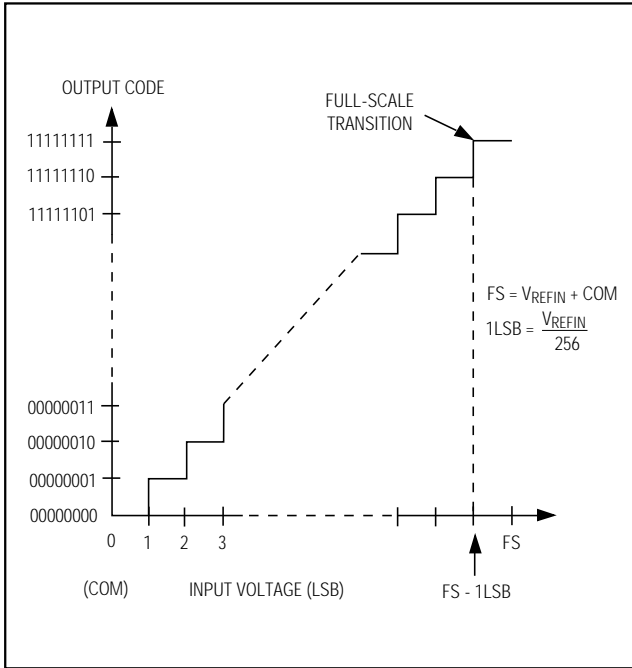 OUTPUT CODE
FULL-SCALE
TRANSITION
11111111
11111110
11111101
FS = VREFIN + COM
1LSB = VREFIN
256
00000011
00000010
00000001
00000000
0
1
2
3
FS
(COM)
INPUT VOLTAGE (LSB)
FS - 1LSB